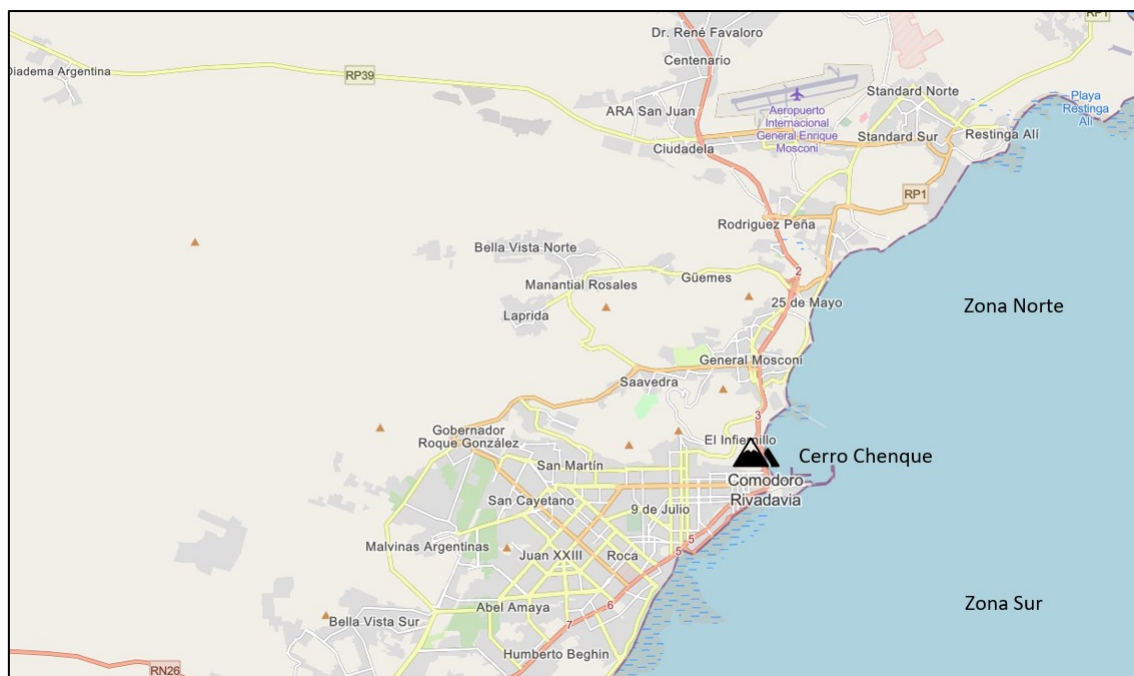 Dr. René Favaloro
RP1
Centenario
Diadema Argentina
RP39
Standard Norte
Playa
Restinga
Alí
ARA San Juan
Aeropuerto
Internacional
General Enrique
Mosconi
Standard Sur
Restinga Alí
Ciudadela
RP1
Rodriguez Peña
Bella Vista Norte
2
Manantial Rosales
Güemes
25 de Mayo
Zona Norte
Laprida
General Mosconi
Saavedra
3
Gobernador
Roque González
El Infiernillo
Cerro Chenque
San Martín
Comodoro
Rivadavia
San Cayetano
9 de Julio
Malvinas Argentinas
5
5
Juan XXIII
Roca
Abel Amaya
6
Zona Sur
7
Bella Vista Sur
Humberto Beghin
RN26